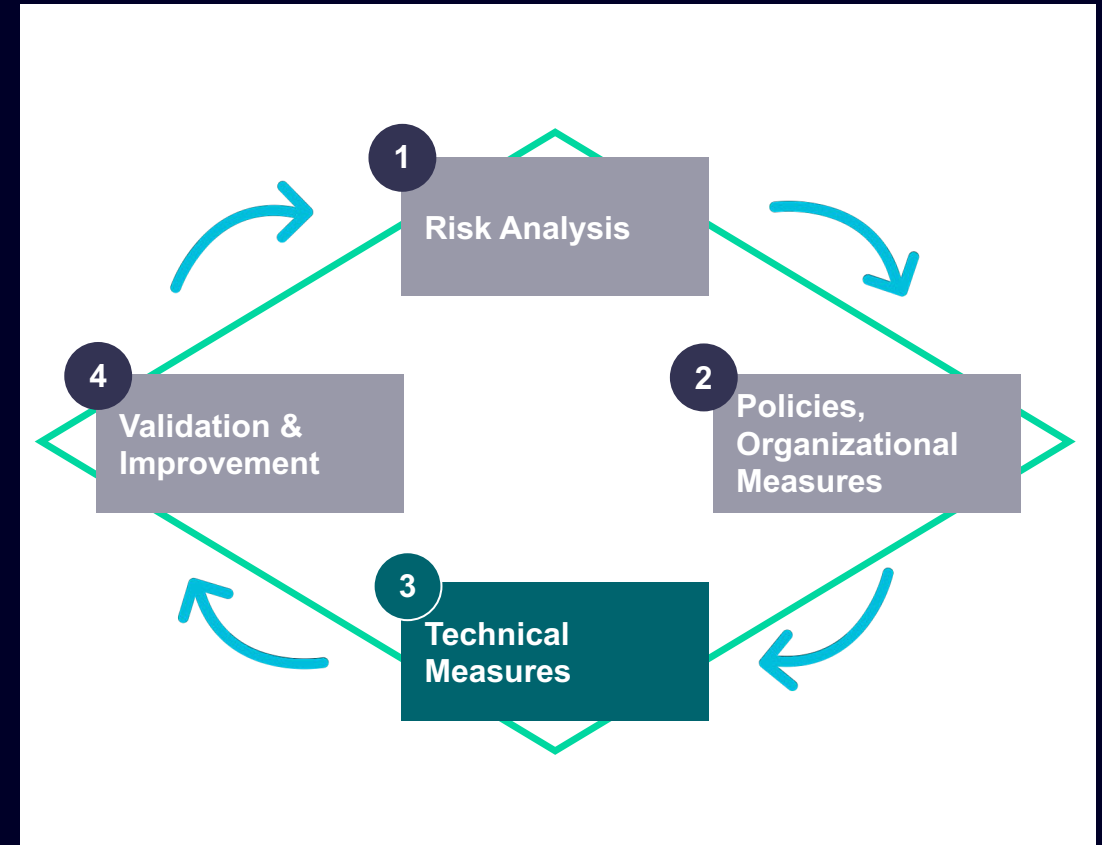 1
Risk Analysis
2
Policies,
Organizational
Measures
3
Technical
Measures
4
Validation &
Improvement